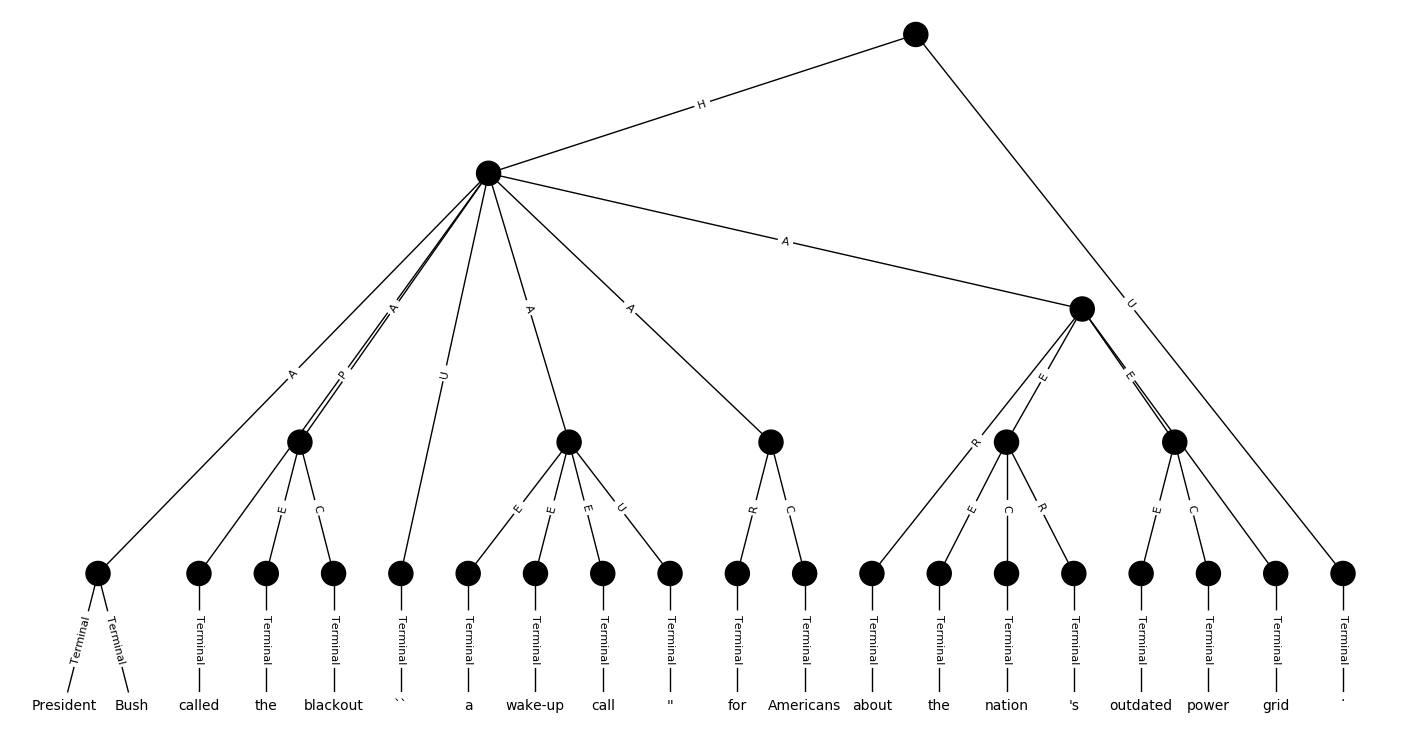 H
A
U
A
P
A
U
A
A
E
E
R
E
C
E
E
E
U
R
C
E
C
R
E
C
Terminal Terminal Terminal Terminal Terminal Terminal Terminal Terminal Terminal Terminal Terminal Terminal Terminal Terminal Terminal Terminal Terminal Terminal Terminal Terminal
President Bush called the blackout `` a wake-up call " for Americans about the nation 's outdated power grid .